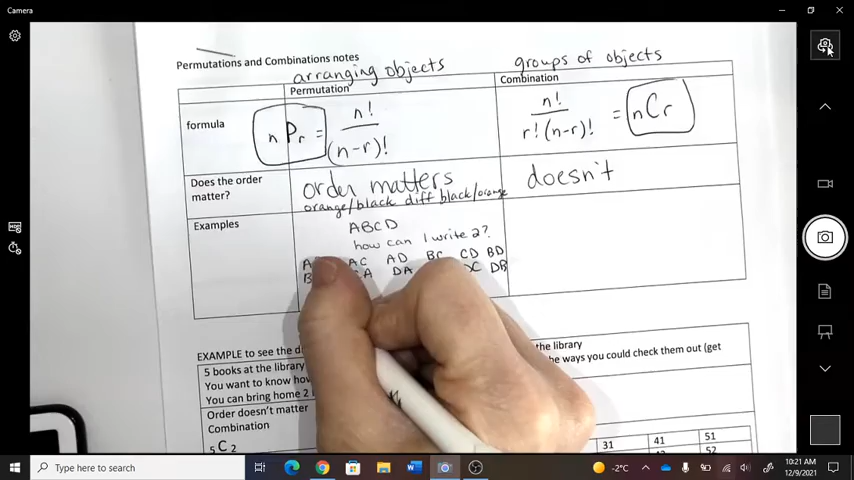 Camera
Permutations and Combinations notes
arranging objects
groups of objects
Permutation
Combination
formula
nPr = n! / (n-r)!
n! / r!(n-r)! = nCr
Does the order
matter?
order matters
orange/black diff black/orange
doesn't
Examples
ABCD
how can I write 2?
AC AD BC CD BD
DA DC DB
EXAMPLE to see the
the library
5 books at the library
the ways you could check them out (get
You want to know
You can bring home 2
Order doesn't matter
Combination
5C2
31 41 51
52
Type here to search
-2°C
10:21 AM
12/9/2021